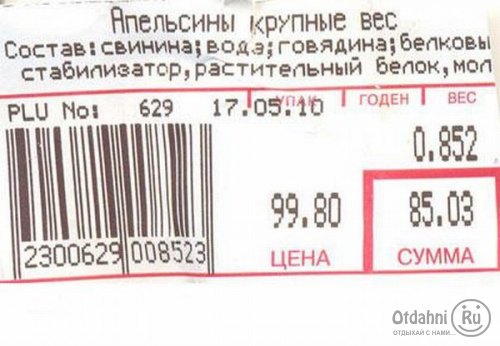 Апельсины крупные вес
Состав:свинина;вода;говядина;белковы
стабилизатор,растительный белок,мол
PLU No: 629 17.05.10 УПАК ГОДЕН ВЕС
0.852
99.80 85.03
2300629 008523 ЦЕНА СУММА
Otdahni Ru
ОТДЫХАЙ С НАМИ...